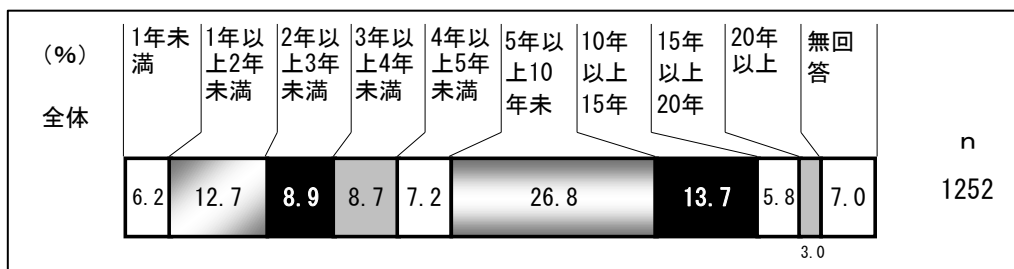 （%）
全体
1年未
満
1年以
上2年
未満
2年以
上3年
未満
3年以
上4年
未満
4年以
上5年
未満
5年以
上10
年未
10年
以上
15年
15年
以上
20年
20年
以上
無回
答
n
6.2
12.7
8.9
8.7
7.2
26.8
13.7
5.8
3.0
7.0
1252